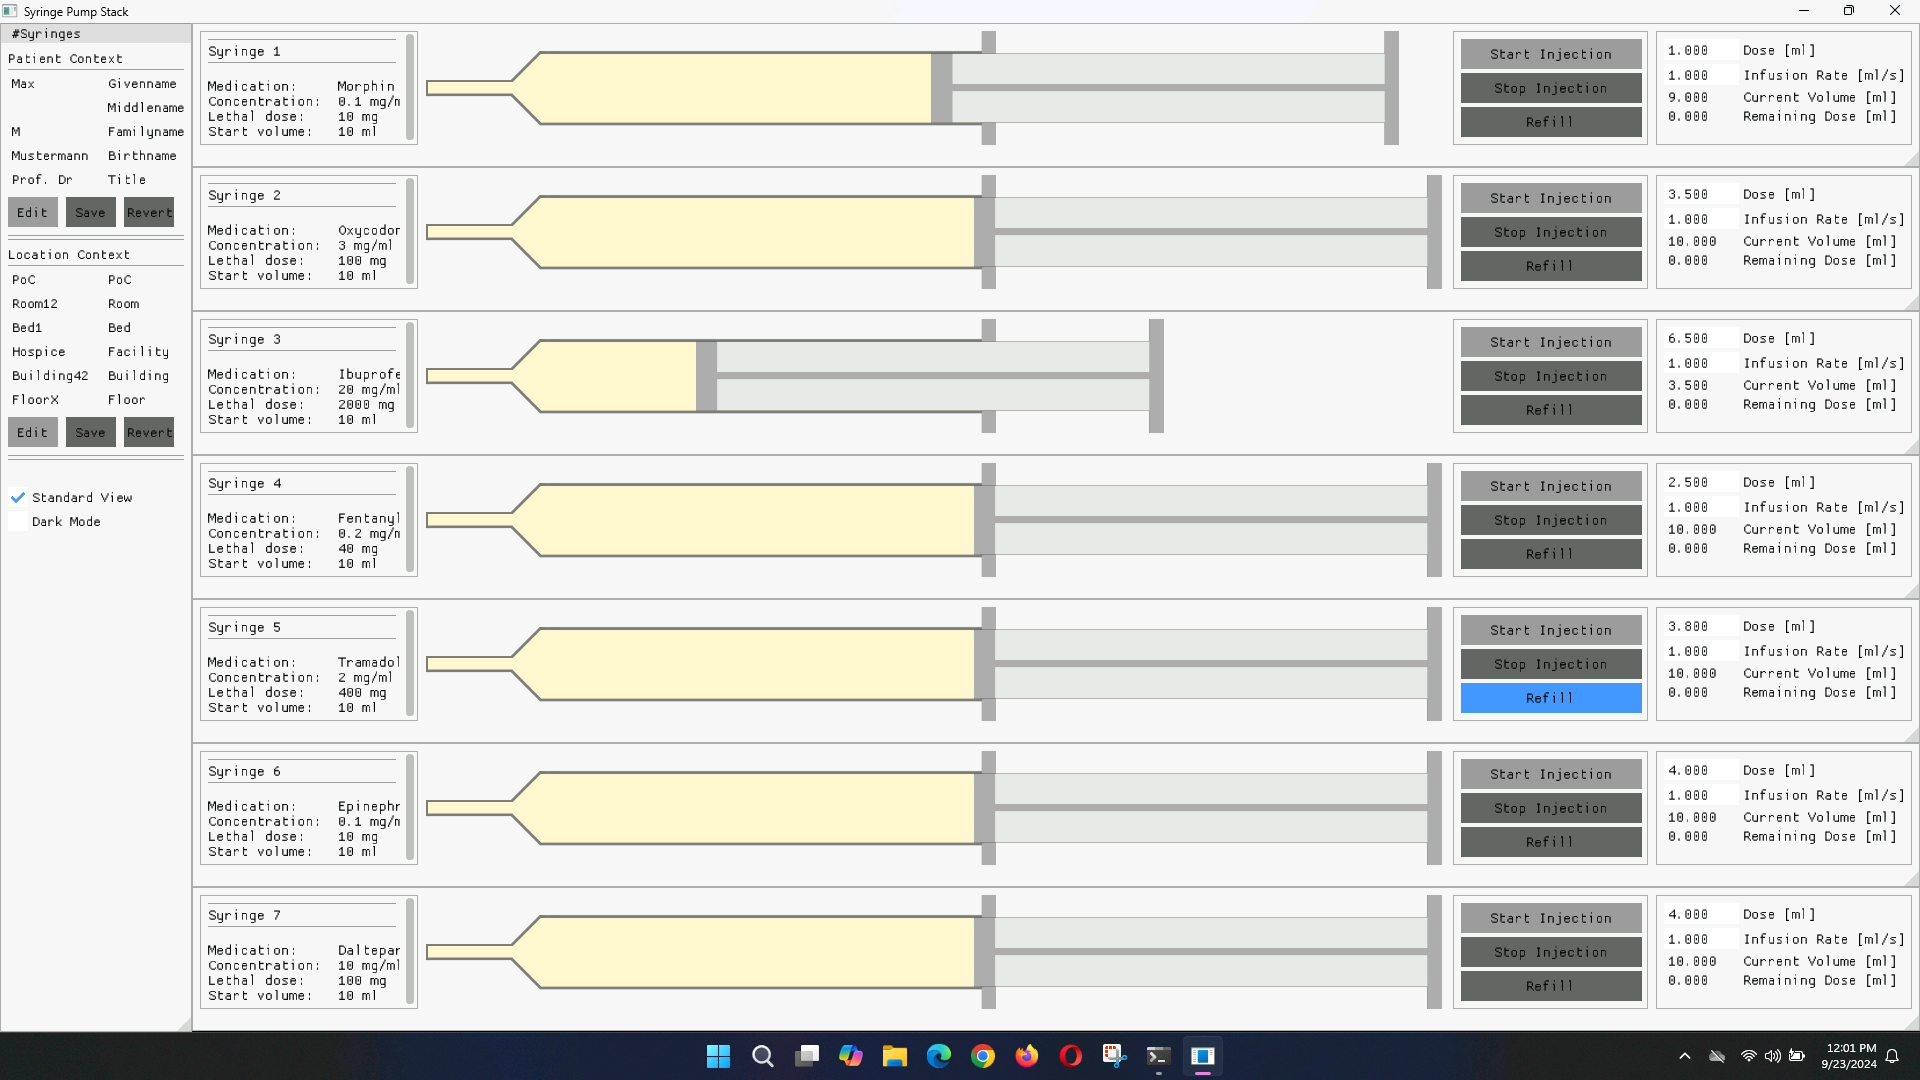 Syringe Pump Stack
#Syringes
Patient Context
Max Givenname
Middlename
M Familyname
Mustermann Birthname
Prof. Dr Title
Edit Save Revert
Location Context
PoC PoC
Room12 Room
Bed1 Bed
Hospice Facility
Building42 Building
FloorX Floor
Edit Save Revert
Standard View
Dark Mode
Syringe 1
Medication: Morphin
Concentration: 0.1 mg/m
Lethal dose: 10 mg
Start volume: 10 ml
Start Injection
Stop Injection
Refill
1.000 Dose [ml]
1.000 Infusion Rate [ml/s]
9.000 Current Volume [ml]
0.000 Remaining Dose [ml]
Syringe 2
Medication: Oxycodor
Concentration: 3 mg/ml
Lethal dose: 100 mg
Start volume: 10 ml
Start Injection
Stop Injection
Refill
3.500 Dose [ml]
1.000 Infusion Rate [ml/s]
10.000 Current Volume [ml]
0.000 Remaining Dose [ml]
Syringe 3
Medication: Ibuprofe
Concentration: 20 mg/ml
Lethal dose: 2000 mg
Start volume: 10 ml
Start Injection
Stop Injection
Refill
6.500 Dose [ml]
1.000 Infusion Rate [ml/s]
3.500 Current Volume [ml]
0.000 Remaining Dose [ml]
Syringe 4
Medication: Fentanyl
Concentration: 0.2 mg/m
Lethal dose: 40 mg
Start volume: 10 ml
Start Injection
Stop Injection
Refill
2.500 Dose [ml]
1.000 Infusion Rate [ml/s]
10.000 Current Volume [ml]
0.000 Remaining Dose [ml]
Syringe 5
Medication: Tramadol
Concentration: 2 mg/ml
Lethal dose: 400 mg
Start volume: 10 ml
Start Injection
Stop Injection
Refill
3.800 Dose [ml]
1.000 Infusion Rate [ml/s]
10.000 Current Volume [ml]
0.000 Remaining Dose [ml]
Syringe 6
Medication: Epinephr
Concentration: 0.1 mg/m
Lethal dose: 10 mg
Start volume: 10 ml
Start Injection
Stop Injection
Refill
4.000 Dose [ml]
1.000 Infusion Rate [ml/s]
10.000 Current Volume [ml]
0.000 Remaining Dose [ml]
Syringe 7
Medication: Daltepar
Concentration: 10 mg/ml
Lethal dose: 100 mg
Start volume: 10 ml
Start Injection
Stop Injection
Refill
4.000 Dose [ml]
1.000 Infusion Rate [ml/s]
10.000 Current Volume [ml]
0.000 Remaining Dose [ml]
12:01 PM
9/23/2024